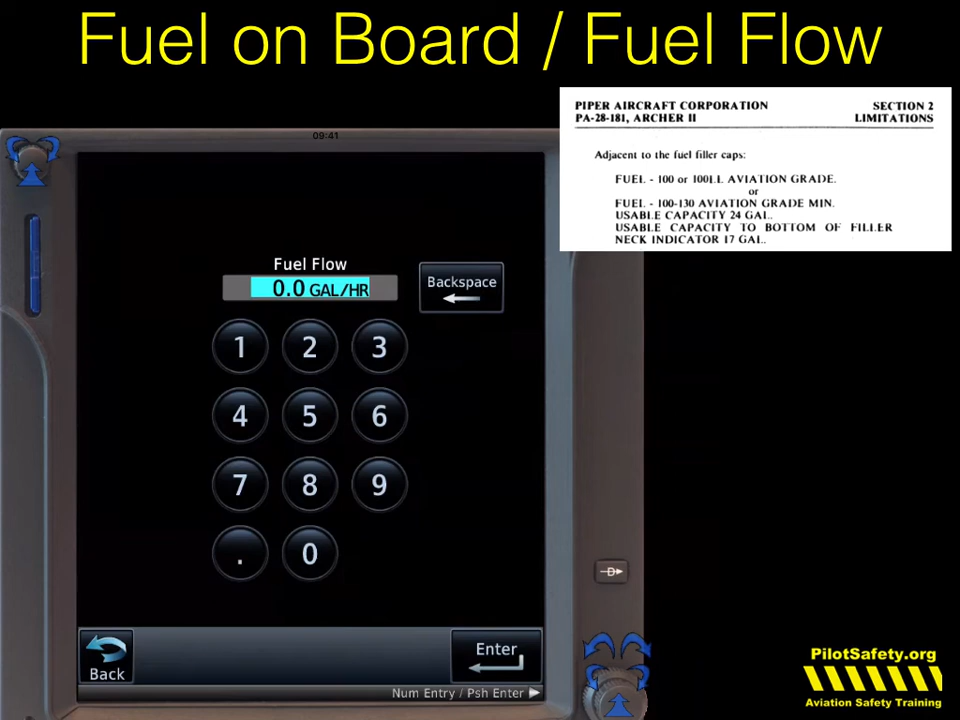 Fuel on Board / Fuel Flow
PIPER AIRCRAFT CORPORATION SECTION 2
PA-28-181, ARCHER II LIMITATIONS
Adjacent to the fuel filler caps:
FUEL - 100 or 100LL AVIATION GRADE.
or
FUEL - 100-130 AVIATION GRADE MIN.
USABLE CAPACITY 24 GAL.
USABLE CAPACITY TO BOTTOM OF FILLER
NECK INDICATOR 17 GAL.
09:41
Fuel Flow
0.0 GAL/HR
Backspace
1 2 3
4 5 6
7 8 9
. 0
D
Back
Enter
Num Entry / Psh Enter
PilotSafety.org
Aviation Safety Training